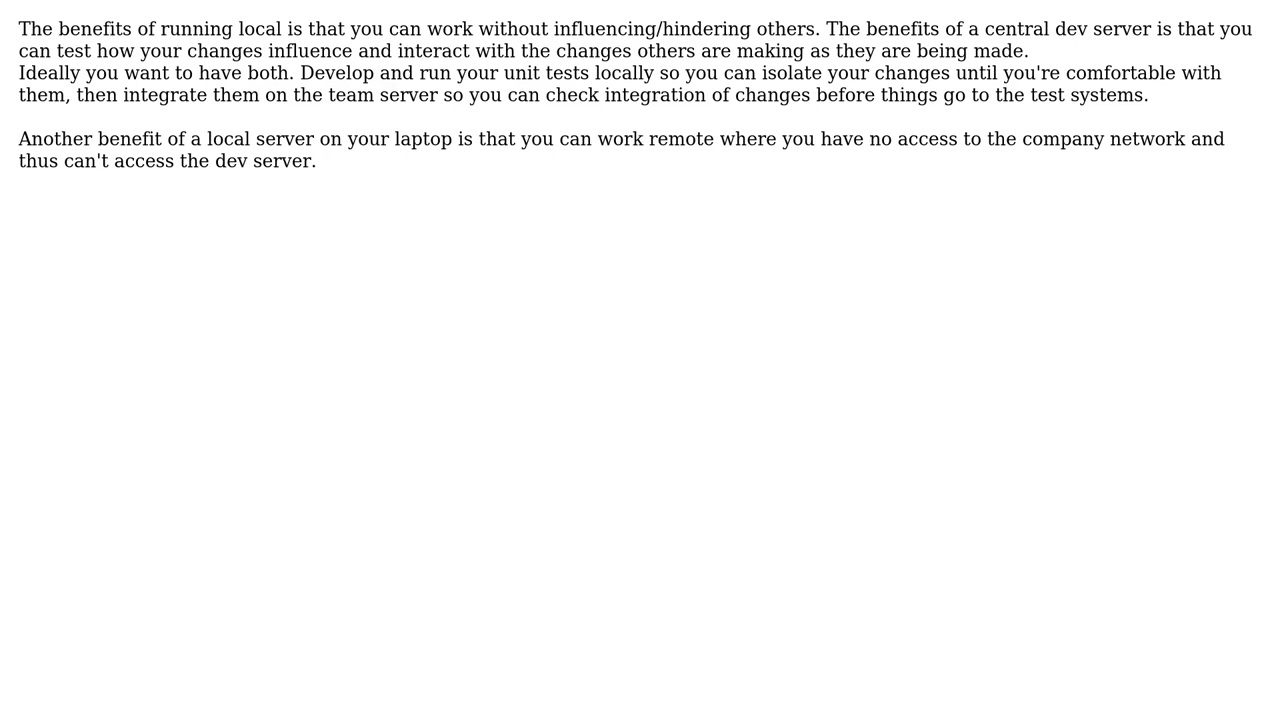 The benefits of running local is that you can work without influencing/hindering others. The benefits of a central dev server is that you
can test how your changes influence and interact with the changes others are making as they are being made.
Ideally you want to have both. Develop and run your unit tests locally so you can isolate your changes until you're comfortable with
them, then integrate them on the team server so you can check integration of changes before things go to the test systems.

Another benefit of a local server on your laptop is that you can work remote where you have no access to the company network and
thus can't access the dev server.